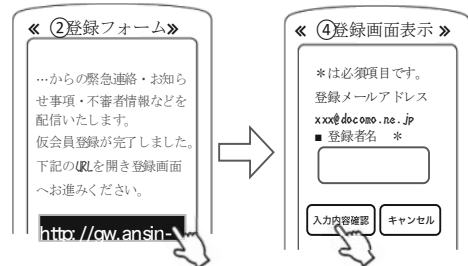 ≪ ②登録フォーム≫
…からの緊急連絡・お知ら
せ事項・不審者情報などを
配信いたします。
仮会員登録が完了しました。
下記のURLを開き登録画面
へお進みください。
http://gw.ansin-
≪ ④登録画面表示 ≫
＊は必須項目です。
登録メールアドレス
xxx@docomo.ne.jp
■ 登録者名　＊
入力内容確認
キャンセル